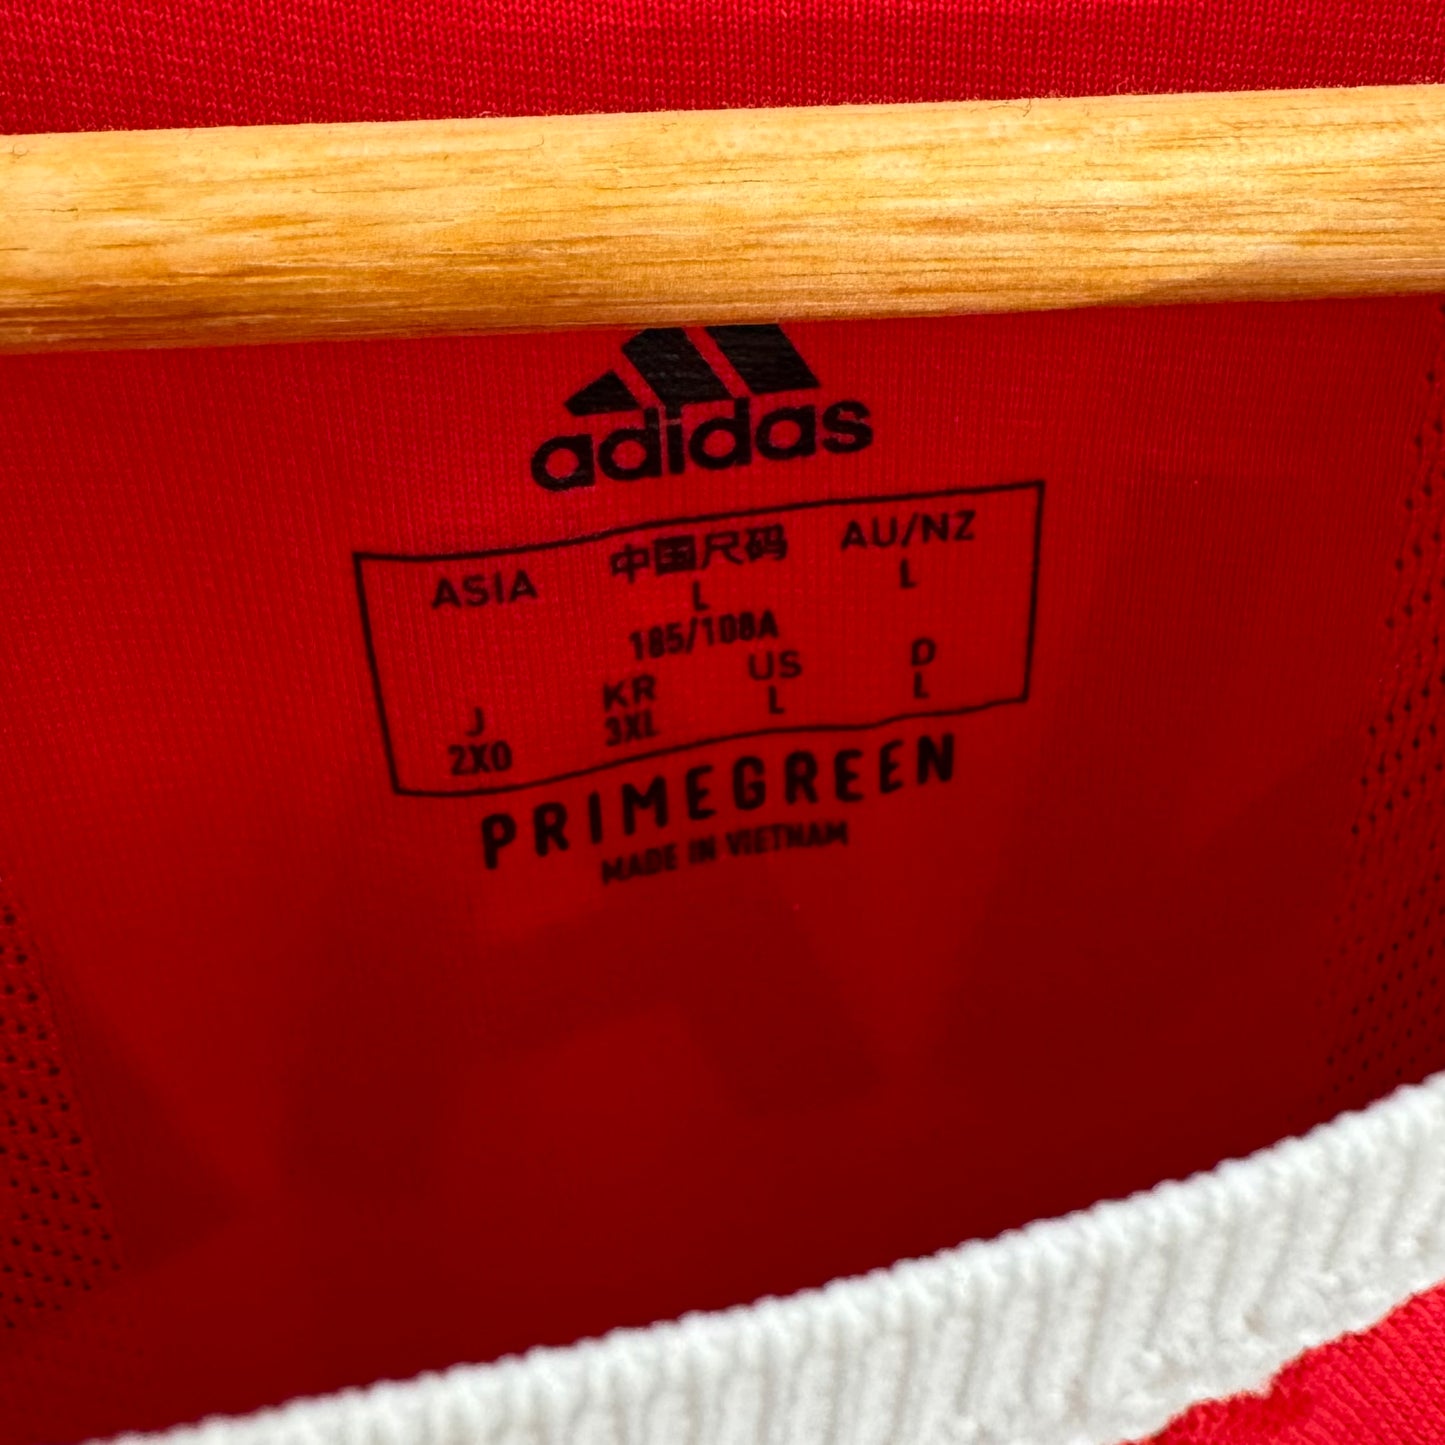 adidas
ASIA 中国尺码 AU/NZ
L L
185/108A
J KR US D
2XO 3XL L L
PRIMEGREEN
MADE IN VIETNAM